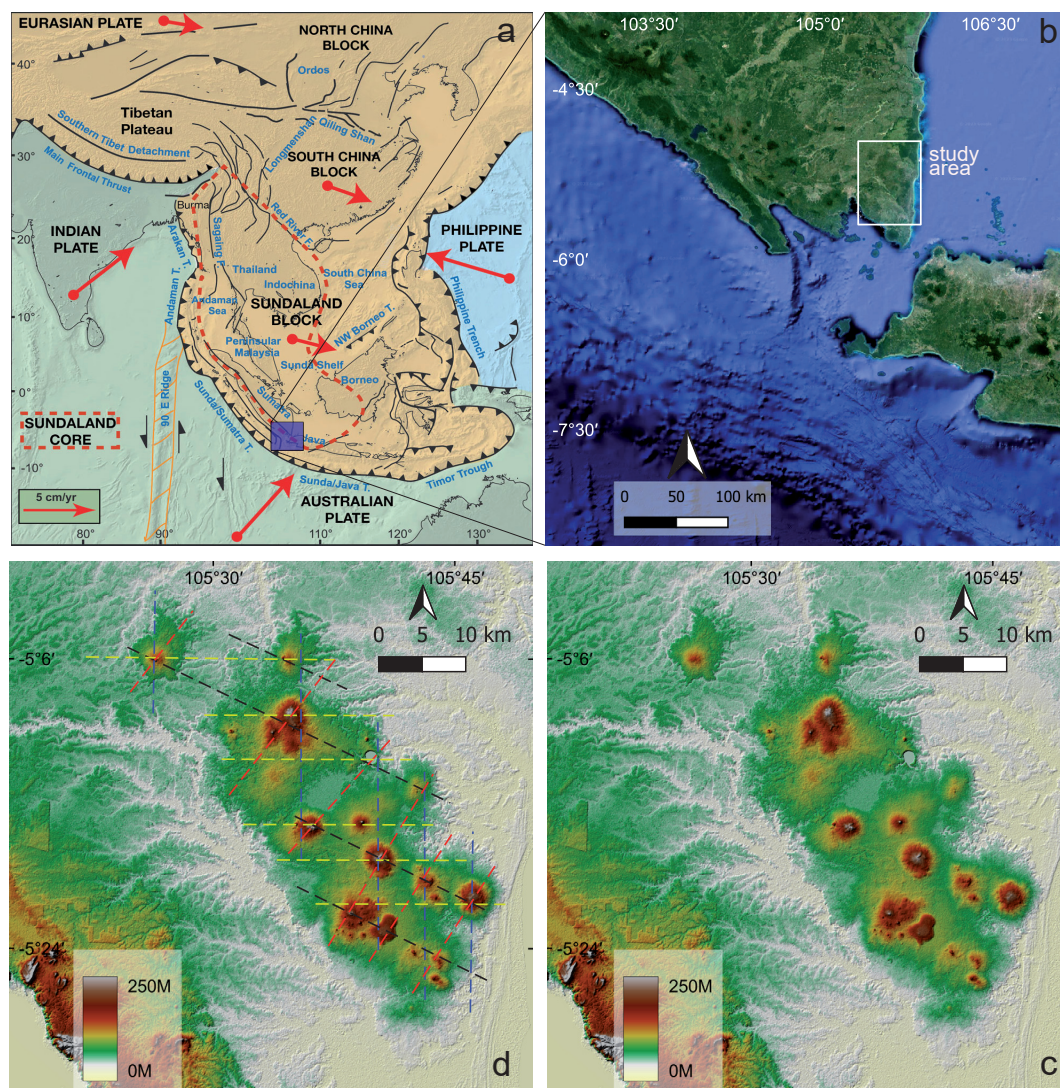 EURASIAN PLATE
a
NORTH CHINA
BLOCK
Ordos
40°
Tibetan
Plateau
Southern Tibet Detachment
Main Frontal Thrust
Longmenshan
Qiling Shan
30°
SOUTH CHINA
BLOCK
Burma
Red River F.
Sagaing F.
INDIAN
PLATE
20°
Arakan T.
PHILIPPINE
PLATE
Thailand
Indochina
South China
Sea
Andaman T.
Andaman
Sea
SUNDALAND
BLOCK
Philippine Trench
10°
NW Borneo T.
Peninsular
Malaysia
Sunda Shelf
Borneo
0°
90 E Ridge
Sunda/Sumatra T.
Sumatra
SUNDALAND
CORE
Java
-10°
Sunda/Java T.
Timor Trough
5 cm/yr
AUSTRALIAN
PLATE
80°
90°
110°
120°
130°
103°30′
105°0′
106°30′
b
-4°30′
study
area
-6°0′
-7°30′
0
50
100 km
105°30′
105°45′
0
5
10 km
-5°6′
-5°24′
250M
0M
d
105°30′
105°45′
0
5
10 km
-5°6′
-5°24′
250M
0M
c